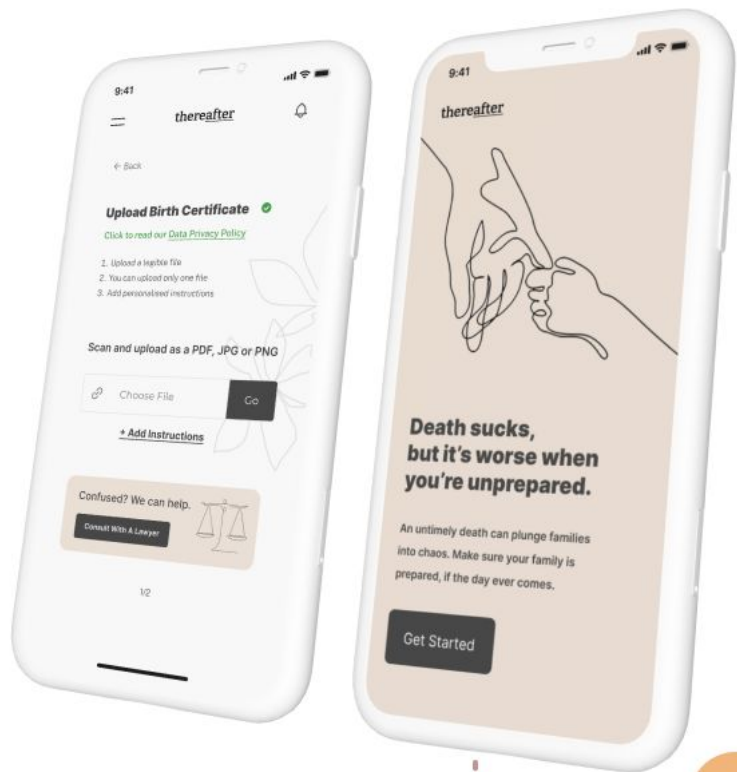 9:41
thereafter
← Back
Upload Birth Certificate
Click to read our Data Privacy Policy
1. Upload a legible file
2. You can upload only one file
3. Add personalised instructions
Scan and upload as a PDF, JPG or PNG
Choose File
Go
+ Add Instructions
Confused? We can help.
Consult With A Lawyer
1/2
9:41
thereafter
Death sucks,
but it's worse when
you're unprepared.
An untimely death can plunge families
into chaos. Make sure your family is
prepared, if the day ever comes.
Get Started